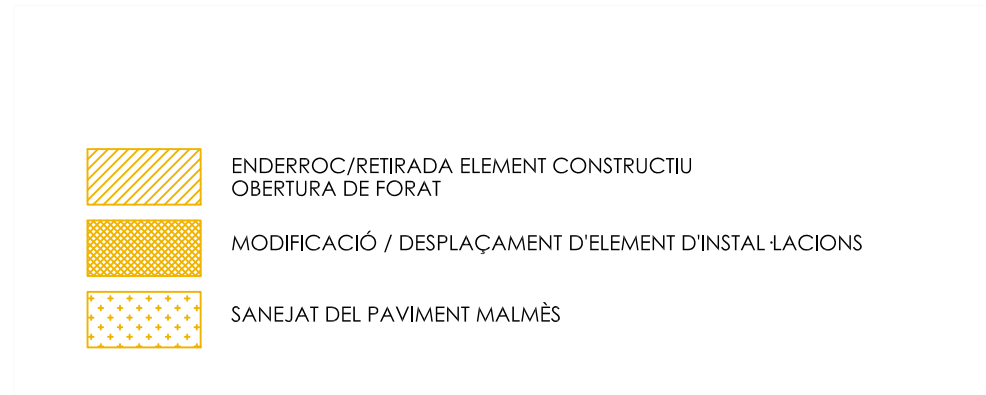 ENDERROC/RETIRADA ELEMENT CONSTRUCTIU
OBERTURA DE FORAT
MODIFICACIÓ / DESPLAÇAMENT D'ELEMENT D'INSTAL·LACIONS
SANEJAT DEL PAVIMENT MALMÈS